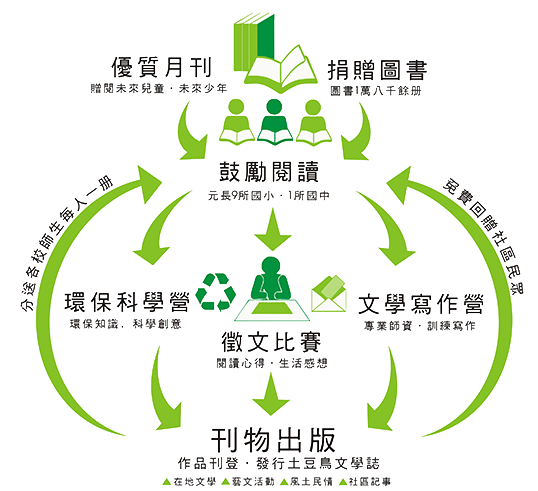 優質月刊
贈閱未來兒童・未來少年
捐贈圖書
圖書1萬八千餘册
鼓勵閱讀
元長9所國小・1所國中
分送各校師生每人一册
免費回贈社區民眾
環保科學營
環保知識．科學創意
徵文比賽
閱讀心得・生活感想
文學寫作營
專業師資・訓練寫作
刊物出版
作品刊登・發行土豆鳥文學誌
▲在地文學 ▲藝文活動 ▲風土民情 ▲社區記事